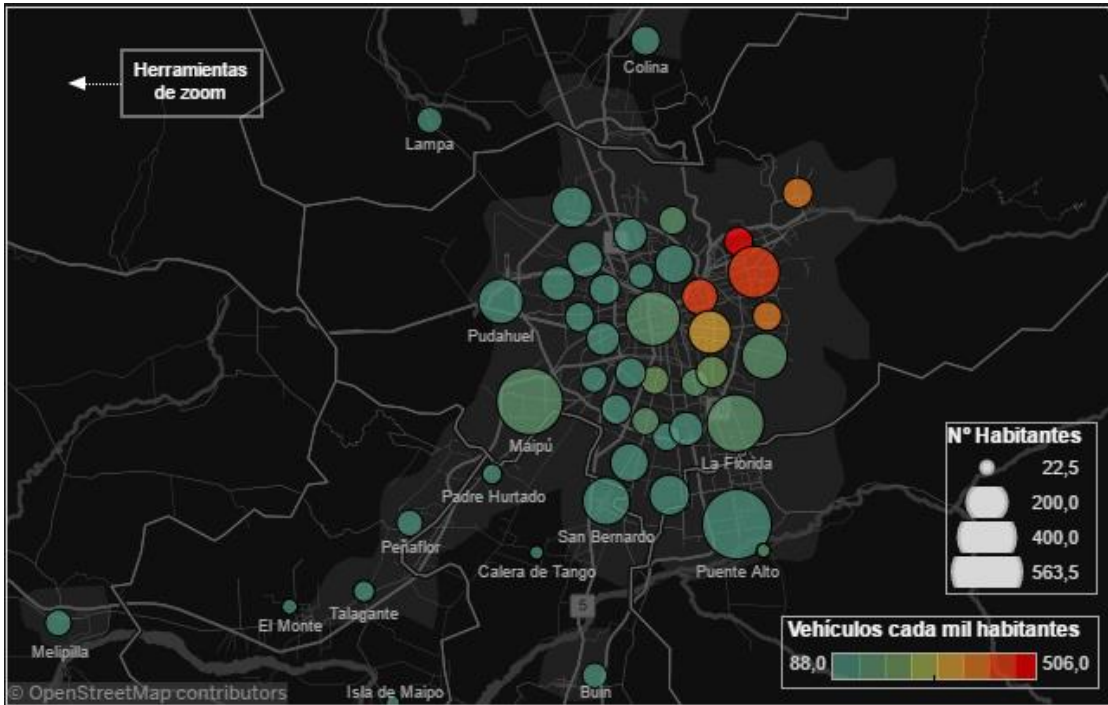 Herramientas
de zoom
Colina
Lampa
Pudahuel
Maipú
La Florida
Padre Hurtado
San Bernardo
Peñaflor
Calera de Tango
Puente Alto
Talagante
El Monte
Melipilla
5
Isla de Maipo
Buin
Nº Habitantes
22,5
200,0
400,0
563,5
Vehículos cada mil habitantes
88,0
506,0
© OpenStreetMap contributors